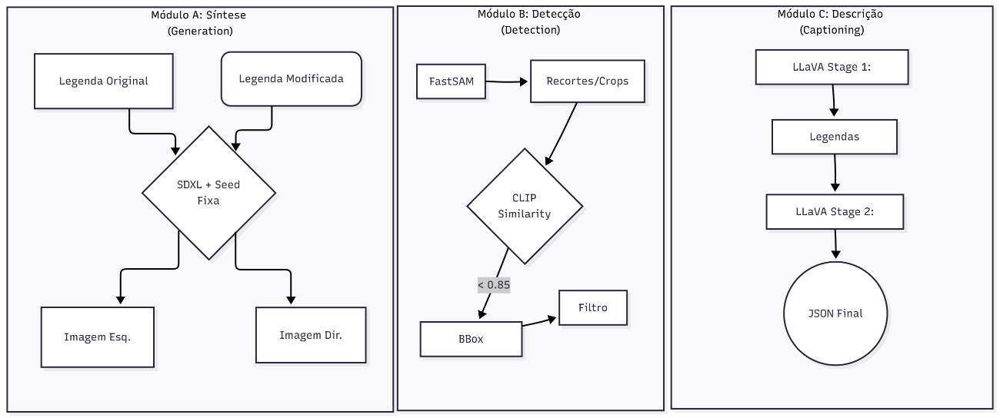 Módulo A: Síntese
(Generation)
Legenda Original
Legenda Modificada
SDXL + Seed
Fixa
Imagem Esq.
Imagem Dir.
Módulo B: Detecção
(Detection)
FastSAM
Recortes/Crops
CLIP
Similarity
< 0.85
BBox
Filtro
Módulo C: Descrição
(Captioning)
LLaVA Stage 1:
Legendas
LLaVA Stage 2:
JSON Final